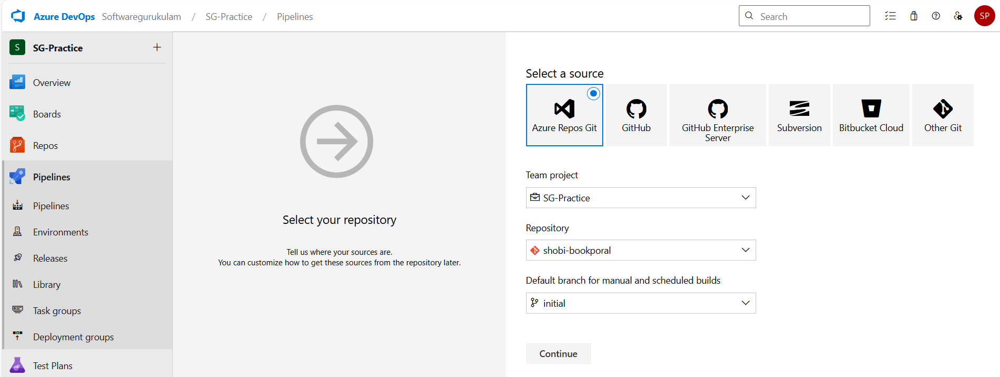 Azure DevOps Softwaregurukulam / SG-Practice / Pipelines
Search
SP
S SG-Practice +
Overview
Boards
Repos
Pipelines
Pipelines
Environments
Releases
Library
Task groups
Deployment groups
Test Plans
Select your repository
Tell us where your sources are.
You can customize how to get these sources from the repository later.
Select a source
Azure Repos Git
GitHub
GitHub Enterprise
Server
Subversion
Bitbucket Cloud
Other Git
Team project
SG-Practice
Repository
shobi-bookporal
Default branch for manual and scheduled builds
initial
Continue